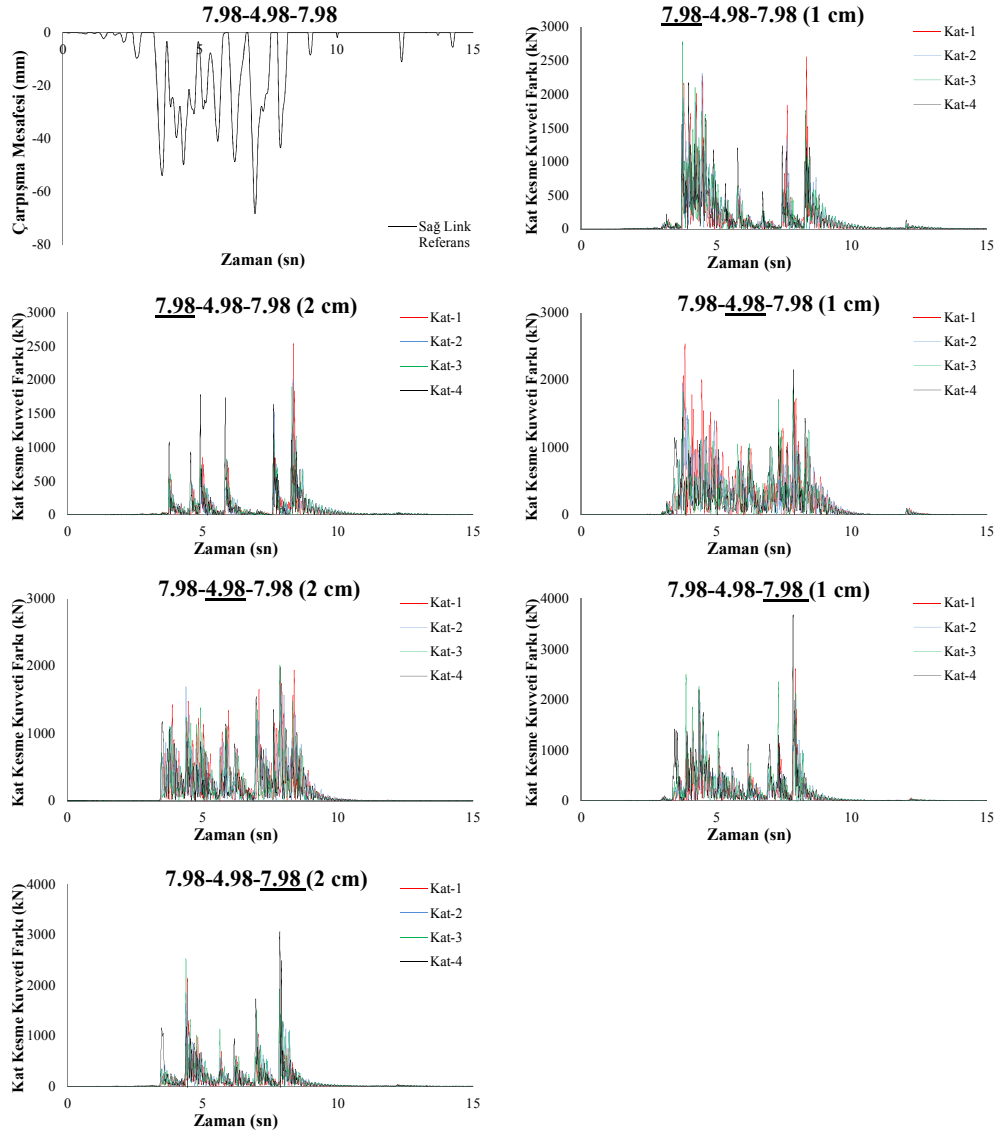 7.98-4.98-7.98
0
-20
-40
-60
-80
0
5
10
15
Çarpışma Mesafesi (mm)
Zaman (sn)
Sağ Link
Referans
7.98-4.98-7.98 (1 cm)
3000
2500
2000
1500
1000
500
0
0
5
10
15
Kat Kesme Kuvveti Farkı (kN)
Zaman (sn)
Kat-1
Kat-2
Kat-3
Kat-4
7.98-4.98-7.98 (2 cm)
3000
2500
2000
1500
1000
500
0
0
5
10
15
Kat Kesme Kuvveti Farkı (kN)
Zaman (sn)
Kat-1
Kat-2
Kat-3
Kat-4
7.98-4.98-7.98 (1 cm)
3000
2500
2000
1500
1000
500
0
0
5
10
15
Kat Kesme Kuvveti Farkı (kN)
Zaman (sn)
Kat-1
Kat-2
Kat-3
Kat-4
7.98-4.98-7.98 (2 cm)
3000
2000
1000
0
0
5
10
15
Kat Kesme Kuvveti Farkı (kN)
Zaman (sn)
Kat-1
Kat-2
Kat-3
Kat-4
7.98-4.98-7.98 (1 cm)
4000
3000
2000
1000
0
0
5
10
15
Kat Kesme Kuvveti Farkı (kN)
Zaman (sn)
Kat-1
Kat-2
Kat-3
Kat-4
7.98-4.98-7.98 (2 cm)
4000
3000
2000
1000
0
0
5
10
15
Kat Kesme Kuvveti Farkı (kN)
Zaman (sn)
Kat-1
Kat-2
Kat-3
Kat-4